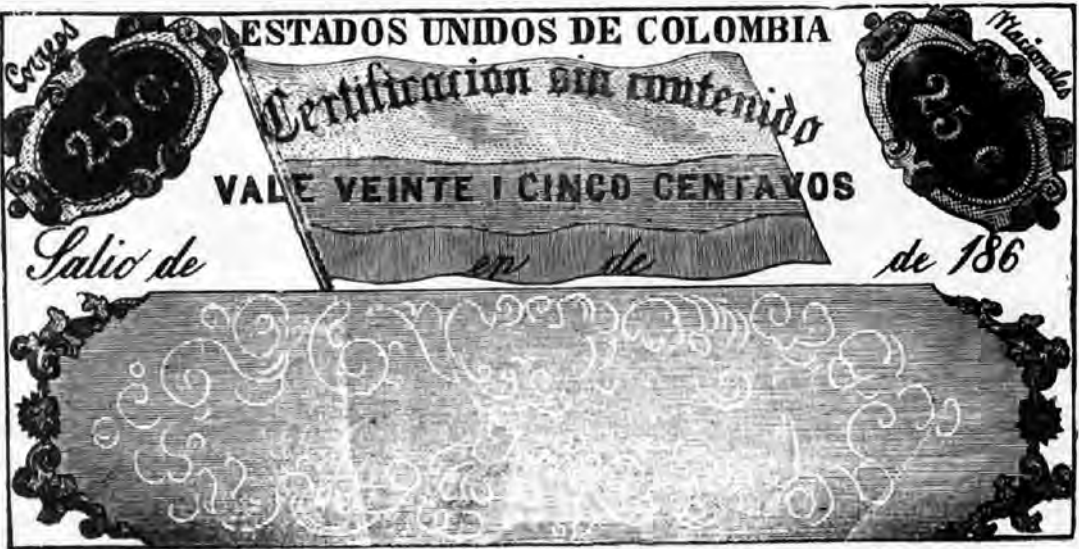 Correos
ESTADOS UNIDOS DE COLOMBIA
Nacionales
25 C.
Certificación sin contenido
25 C
VALE VEINTE I CINCO CENTAVOS
Salio de en de de 186